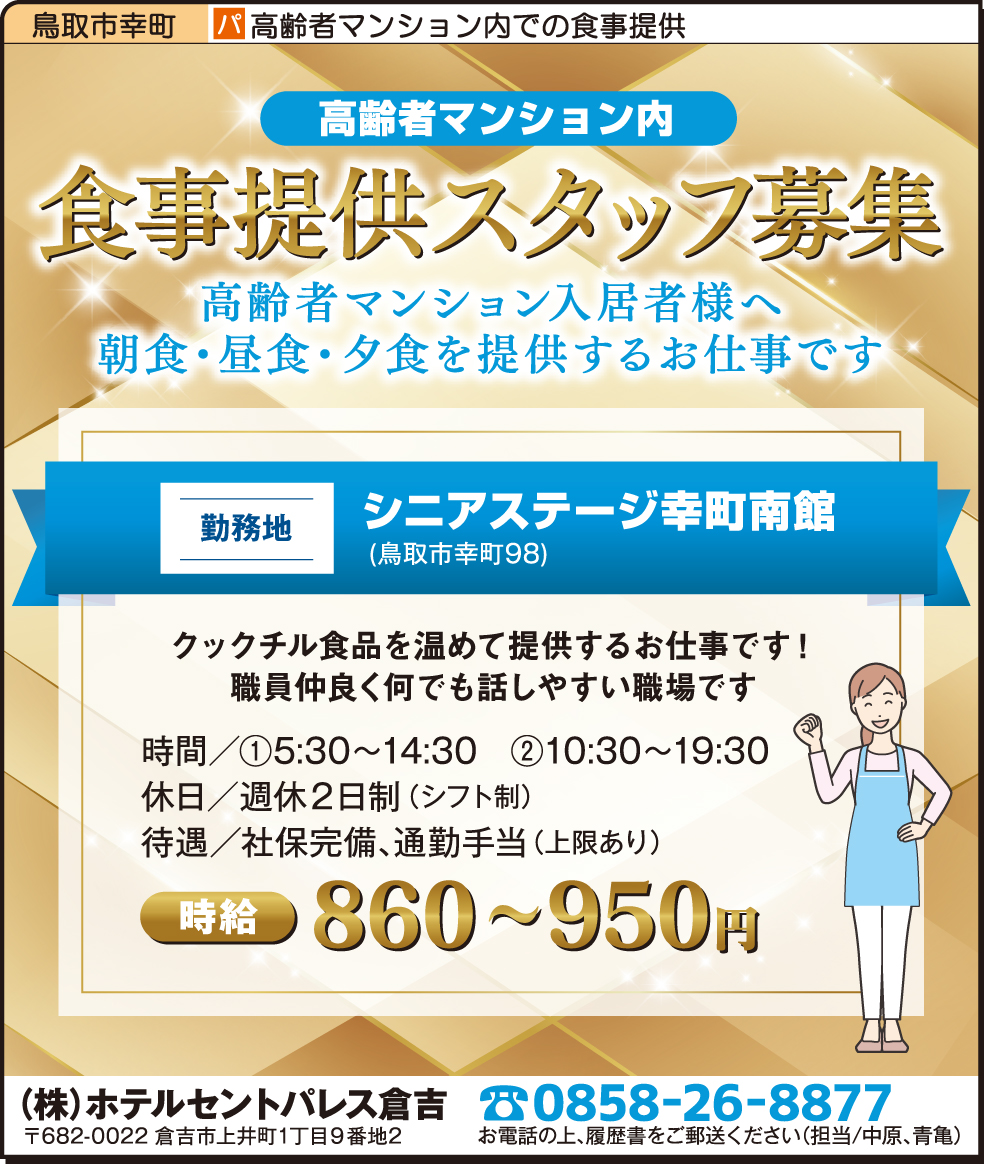 鳥取市幸町 パ 高齢者マンション内での食事提供
高齢者マンション内
食事提供スタッフ募集
高齢者マンション入居者様へ
朝食・昼食・夕食を提供するお仕事です
勤務地
シニアステージ幸町南館
(鳥取市幸町98)
クックチル食品を温めて提供するお仕事です！
職員仲良く何でも話しやすい職場です
時間／①5:30～14:30　②10:30～19:30
休日／週休2日制（シフト制）
待遇／社保完備、通勤手当（上限あり）
時給 860～950円
（株）ホテルセントパレス倉吉
〒682-0022 倉吉市上井町1丁目9番地2
☎0858-26-8877
お電話の上、履歴書をご郵送ください（担当/中原、青亀）